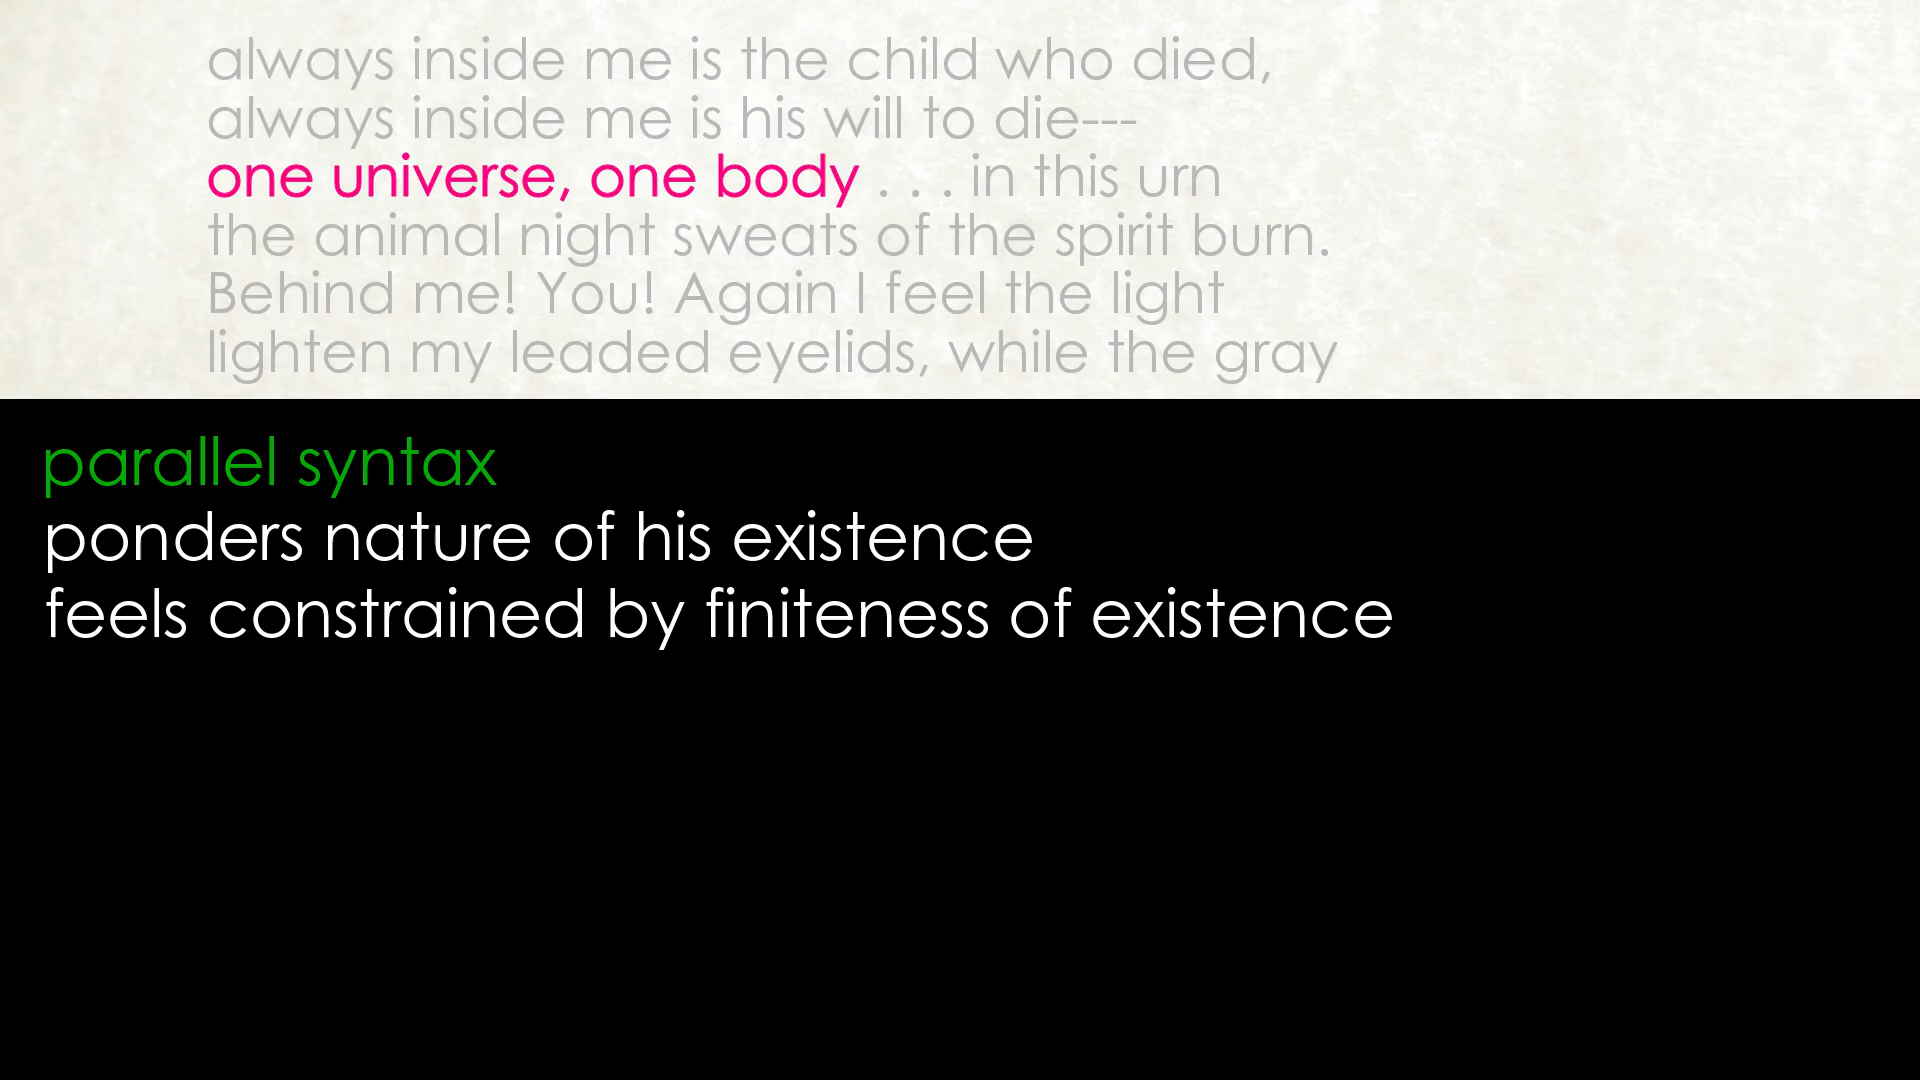 always inside me is the child who died,
always inside me is his will to die---
one universe, one body . . . in this urn
the animal night sweats of the spirit burn.
Behind me! You! Again I feel the light
lighten my leaded eyelids, while the gray
parallel syntax
ponders nature of his existence
feels constrained by finiteness of existence